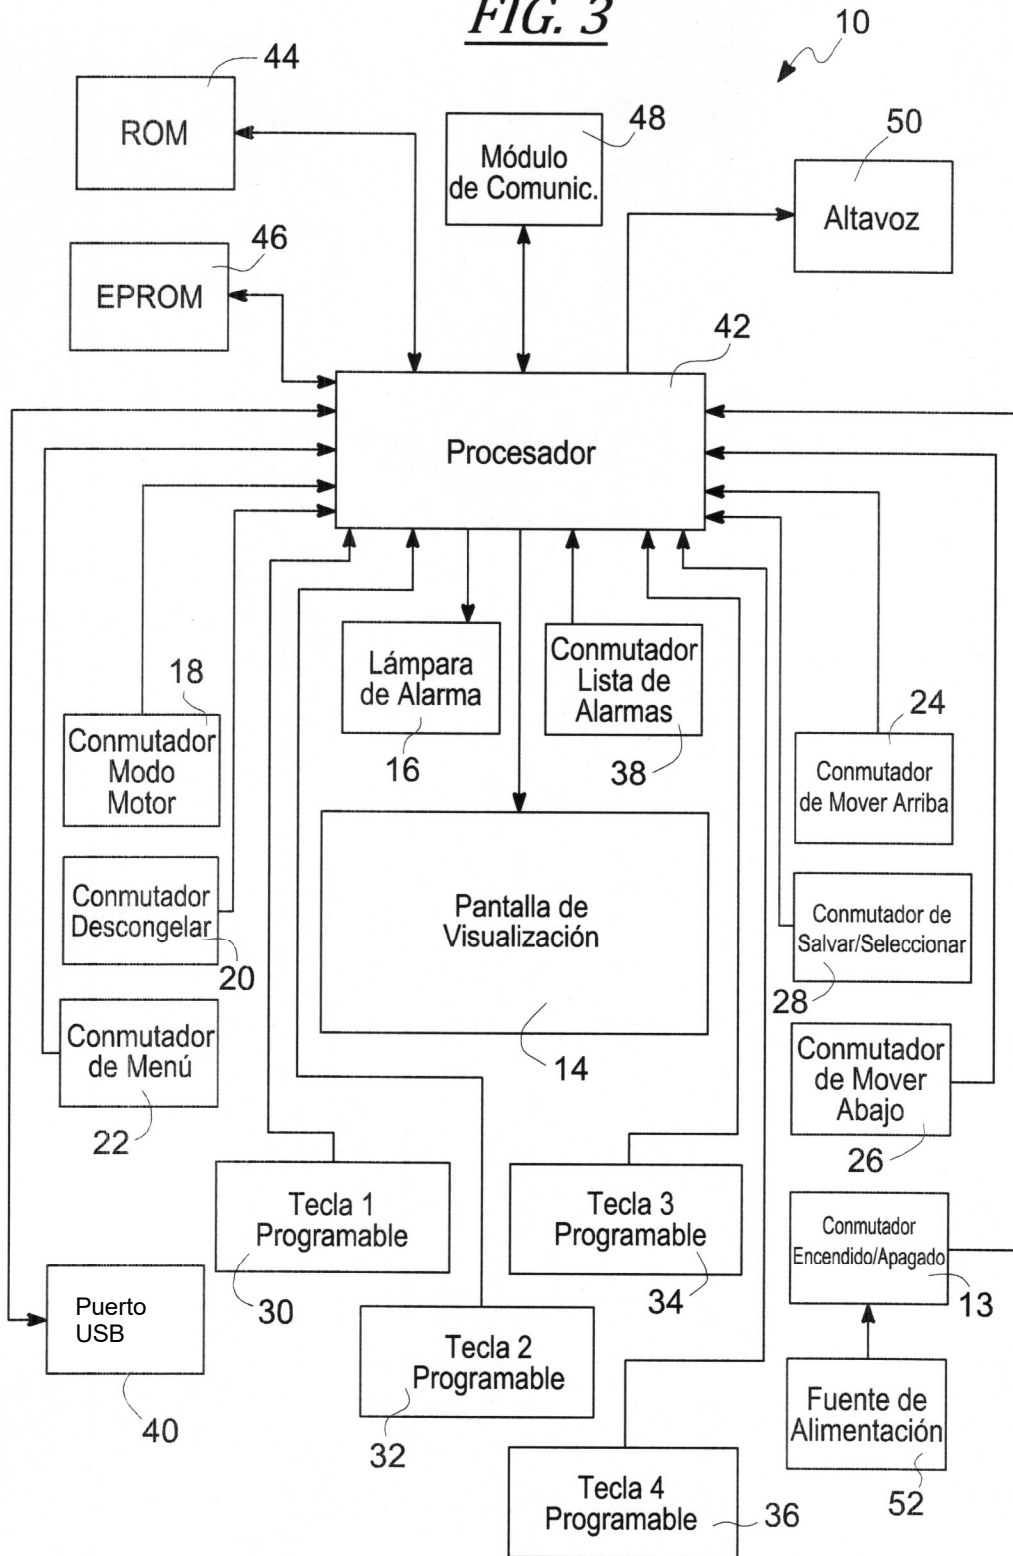 FIG. 3
10
44
ROM
48
Módulo
de Comunic.
50
Altavoz
46
EPROM
42
Procesador
18
Conmutador
Modo
Motor
Lámpara
de Alarma
16
Conmutador
Lista de
Alarmas
38
24
Conmutador
de Mover Arriba
Conmutador
Descongelar
20
Pantalla de
Visualización
14
Conmutador de
Salvar/Seleccionar
28
Conmutador
de Menú
22
Conmutador
de Mover
Abajo
26
Tecla 1
Programable
30
Tecla 3
Programable
34
Conmutador
Encendido/Apagado
13
Puerto
USB
40
Tecla 2
Programable
32
Fuente de
Alimentación
52
Tecla 4
Programable
36